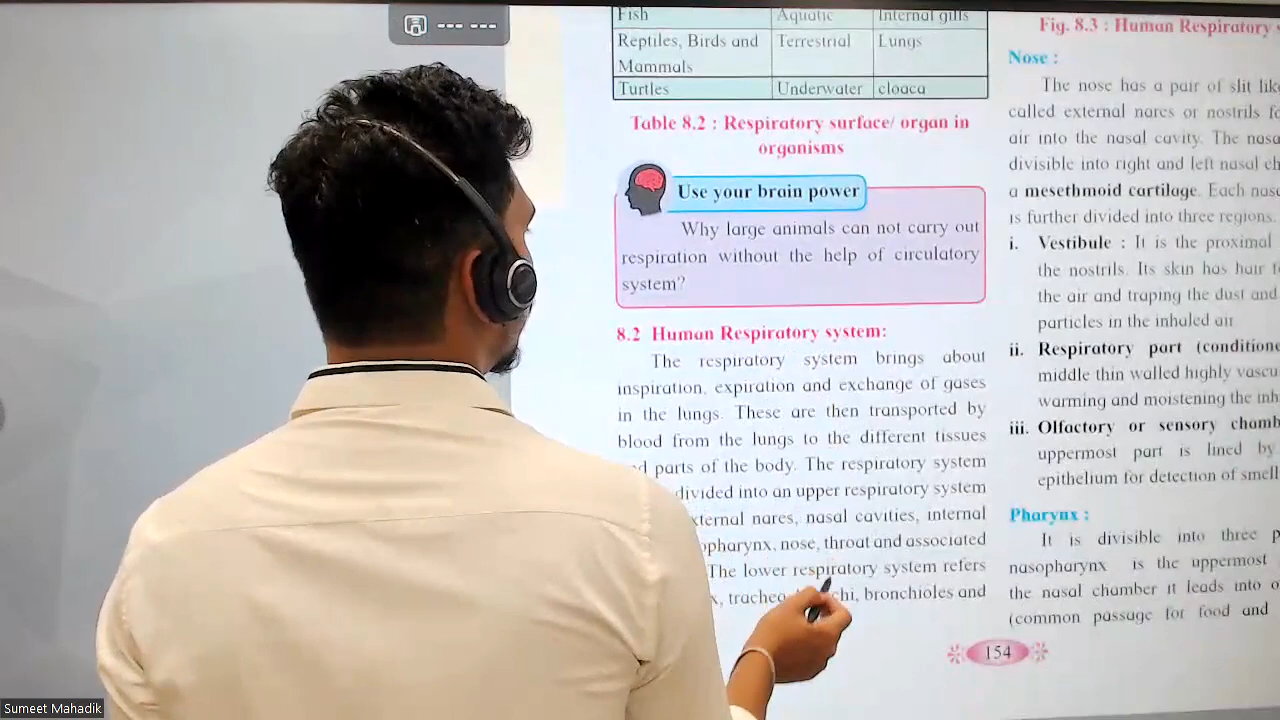 Fish Aquatic Internal gills
Reptiles, Birds and Terrestrial Lungs
Mammals
Turtles Underwater cloaca
Table 8.2 : Respiratory surface/ organ in
organisms
Use your brain power
Why large animals can not carry out
respiration without the help of circulatory
system?
8.2 Human Respiratory system:
The respiratory system brings about
inspiration, expiration and exchange of gases
in the lungs. These are then transported by
blood from the lungs to the different tissues
parts of the body. The respiratory system
divided into an upper respiratory system
nares, nasal cavities, internal
nose, throat and associated
The lower respiratory system refers
bronchioles and
Fig. 8.3 : Human Respiratory
Nose :
The nose has a pair of slit
called external nares or nostrils
air into the nasal cavity. The
divisible into right and left nasal
a mesethmoid cartilage. Each
is further divided into three regions.
i. Vestibule : It is the proximal
the nostrils. Its skin has hair
the air and traping the dust and
particles in the inhaled air
ii. Respiratory part
middle thin walled highly
warming and moistening the
iii. Olfactory or sensory
uppermost part is lined by
epithelium for detection of smell
Pharynx :
It is divisible into three
nasopharynx is the uppermost
the nasal chamber it leads into
(common passage for food and
154
Sumeet Mahadik